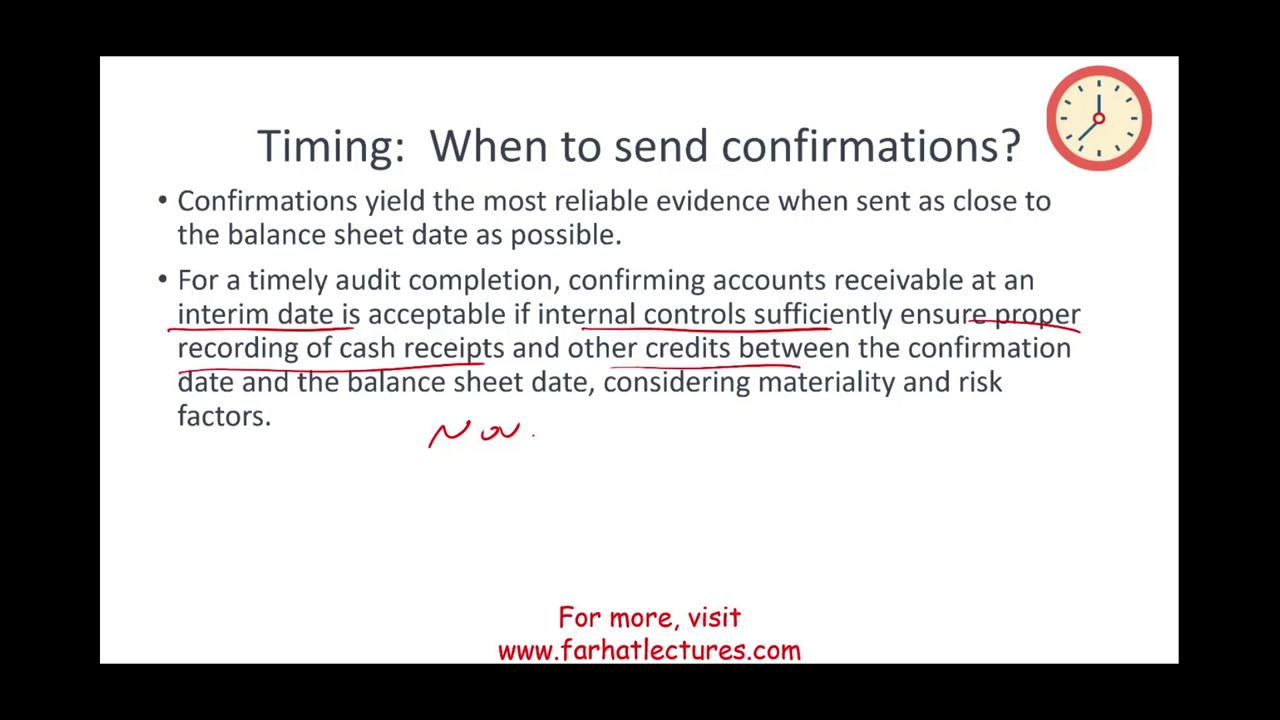 Timing: When to send confirmations?
• Confirmations yield the most reliable evidence when sent as close to
the balance sheet date as possible.
• For a timely audit completion, confirming accounts receivable at an
interim date is acceptable if internal controls sufficiently ensure proper
recording of cash receipts and other credits between the confirmation
date and the balance sheet date, considering materiality and risk
factors.
Nov.
For more, visit
www.farhatlectures.com